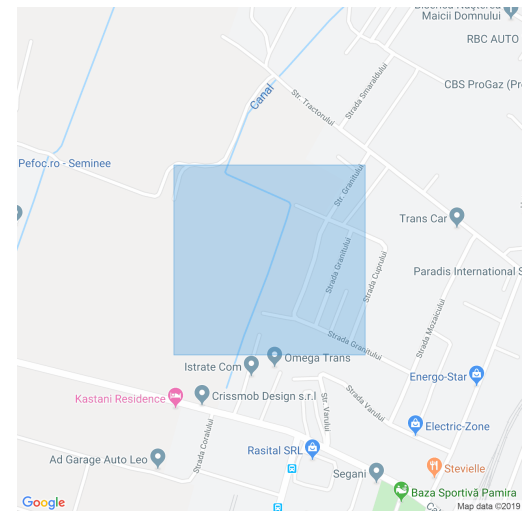 Biserica Nașterea
Maicii Domnului
RBC AUTO
CBS ProGaz (Pr
Canal
Str. Tractorului
Strada Smaraldului
Pefoc.ro - Seminee
Str. Granitului
Trans Car
Strada Granitului
Strada Cuprului
Paradis International S
Strada Mozaicului
Strada Granitului
Omega Trans
Istrate Com
Energo-Star
Kastani Residence
Crissmob Design s.r.l
Str. Varului
Strada Varului
Electric-Zone
Strada Coralului
Rasital SRL
Ad Garage Auto Leo
Segani
Stevielle
Baza Sportivă Pamira
Google
Map data ©2019